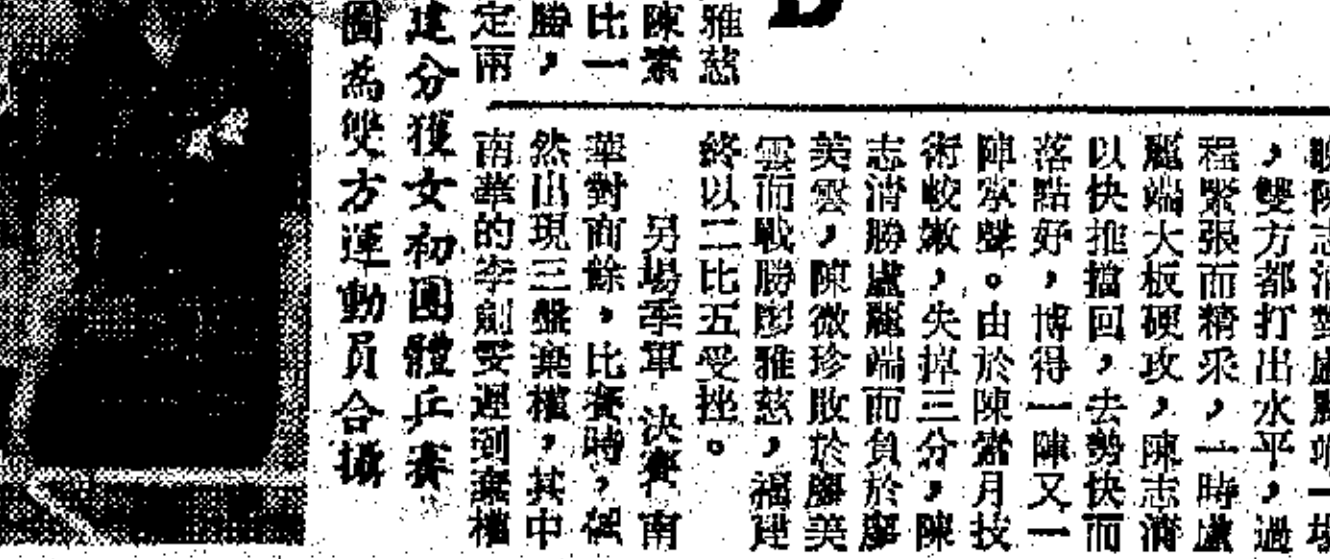 晚陳志清對盧麗端一場
，雙方都打出水平，過
程緊張而精采，一時盧
麗端大板硬攻，陳志清
以快推擋回，去勢快而
落點好，博得一陣又一
陣掌聲。由於陳素月技
術較嫩，失掉三分，陳
志清勝盧麗端而負於廖
美雲，陳微珍敗於廖美
雲而戰勝廖雅慈，福建
終以二比五受挫。
另場季軍決賽南
華對商餘，比賽時，
然出現三盤棄權，其中
南華的李劍雯遲到棄權
雅慈
陳素
比一
勝，
定兩
建分獲女初團體乒賽
圖為雙方運動員合攝